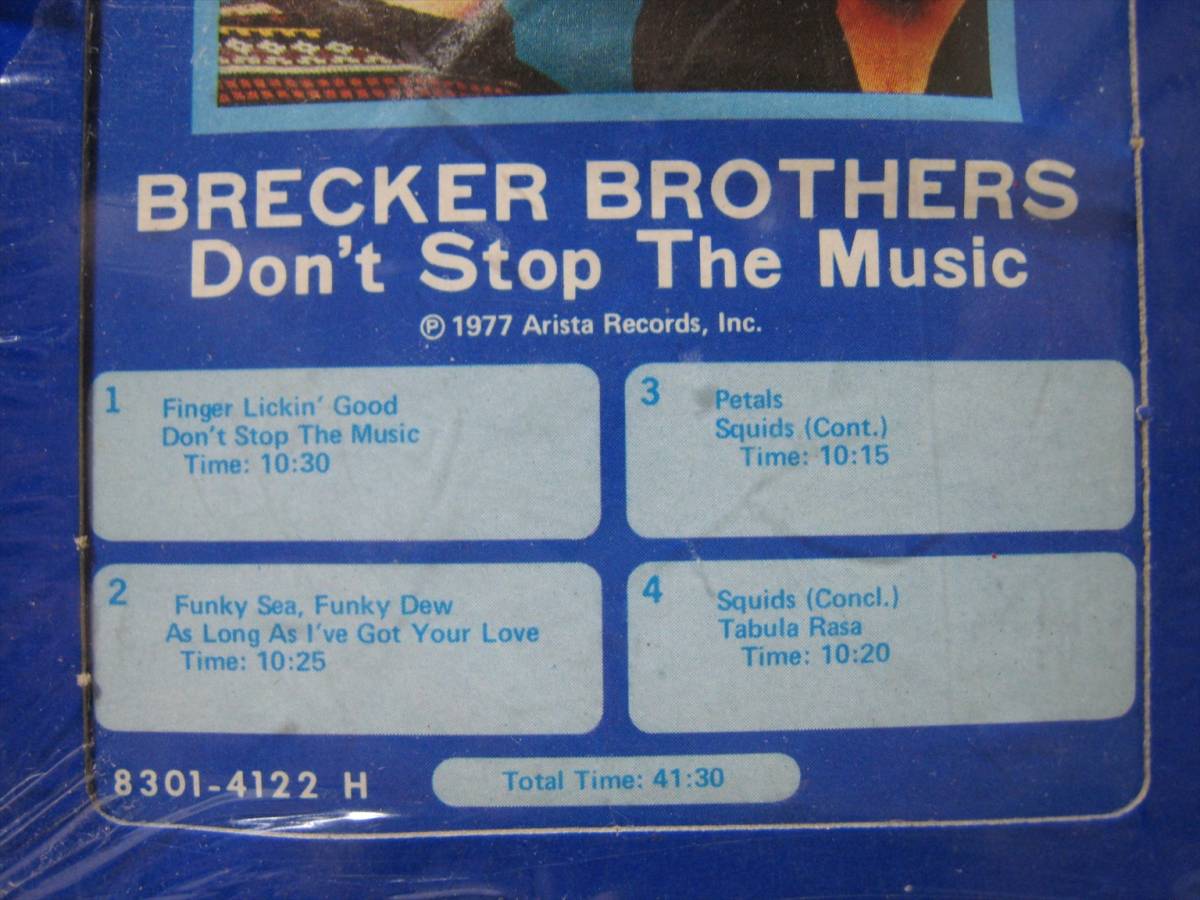 BRECKER BROTHERS
Don't Stop The Music
℗ 1977 Arista Records, Inc.
1
Finger Lickin' Good
Don't Stop The Music
Time: 10:30
2
Funky Sea, Funky Dew
As Long As I've Got Your Love
Time: 10:25
3
Petals
Squids (Cont.)
Time: 10:15
4
Squids (Concl.)
Tabula Rasa
Time: 10:20
8301-4122 H
Total Time: 41:30